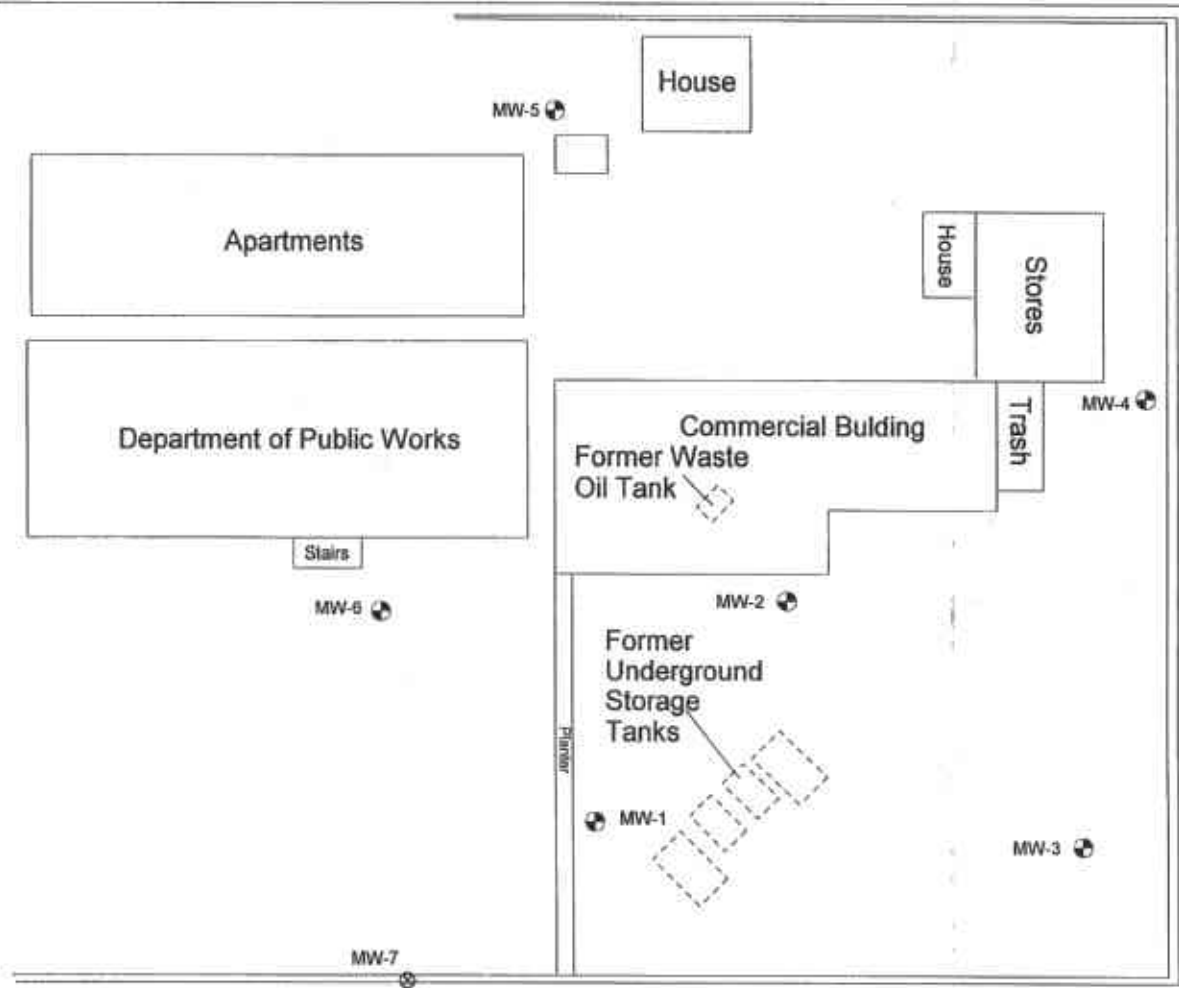 House
MW-5
Apartments
House
Stores
Department of Public Works
Commercial Bulding
Trash
MW-4
Former Waste
Oil Tank
Stairs
MW-6
MW-2
Former
Underground
Storage
Tanks
Planter
MW-1
MW-3
MW-7